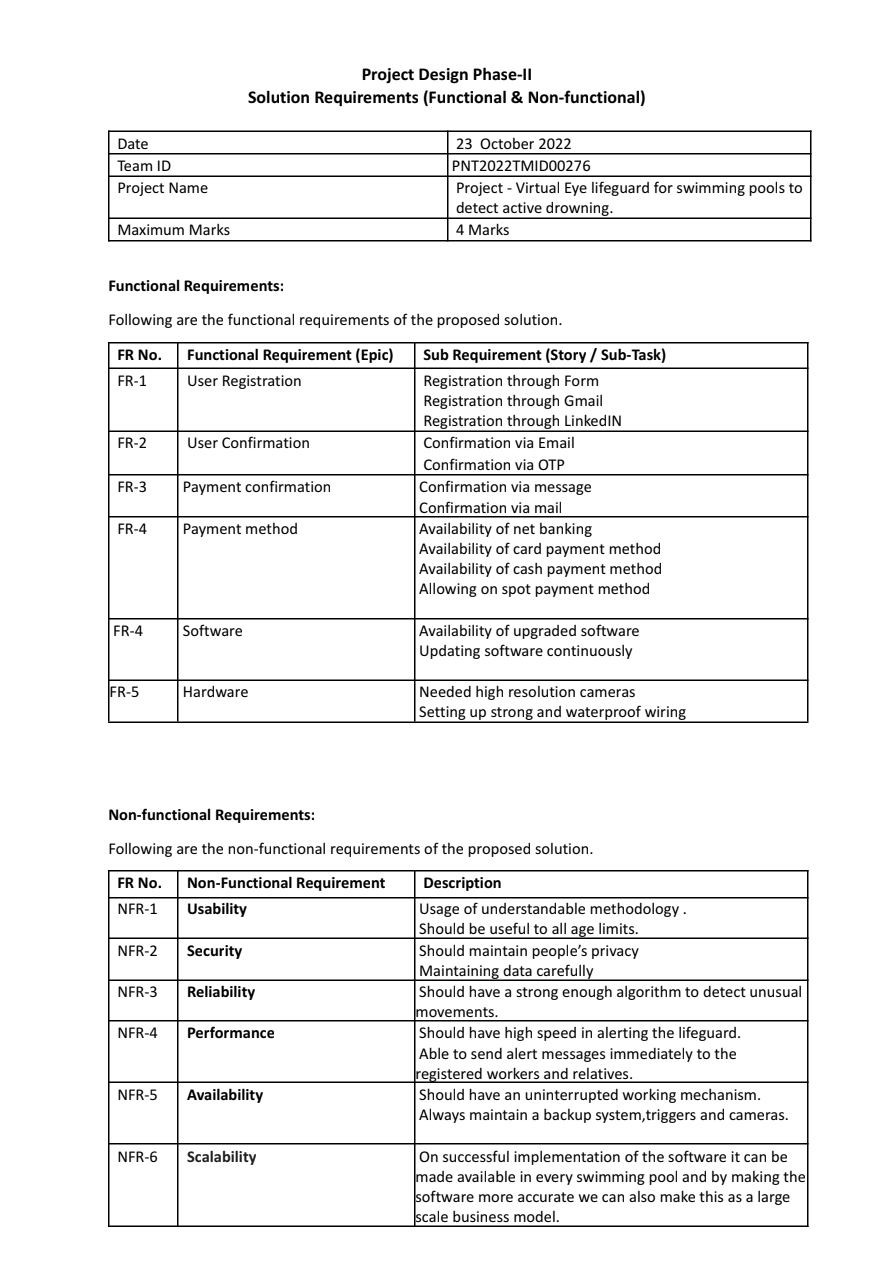 Project Design Phase-II
Solution Requirements (Functional & Non-functional)
Date 23 October 2022
Team ID PNT2022TMID00276
Project Name Project - Virtual Eye lifeguard for swimming pools to
detect active drowning.
Maximum Marks 4 Marks
Functional Requirements:
Following are the functional requirements of the proposed solution.
FR No. Functional Requirement (Epic) Sub Requirement (Story / Sub-Task)
FR-1 User Registration Registration through Form
Registration through Gmail
Registration through LinkedIN
FR-2 User Confirmation Confirmation via Email
Confirmation via OTP
FR-3 Payment confirmation Confirmation via message
Confirmation via mail
FR-4 Payment method Availability of net banking
Availability of card payment method
Availability of cash payment method
Allowing on spot payment method
FR-4 Software Availability of upgraded software
Updating software continuously
FR-5 Hardware Needed high resolution cameras
Setting up strong and waterproof wiring
Non-functional Requirements:
Following are the non-functional requirements of the proposed solution.
FR No. Non-Functional Requirement Description
NFR-1 Usability Usage of understandable methodology .
Should be useful to all age limits.
NFR-2 Security Should maintain people’s privacy
Maintaining data carefully
NFR-3 Reliability Should have a strong enough algorithm to detect unusual
movements.
NFR-4 Performance Should have high speed in alerting the lifeguard.
Able to send alert messages immediately to the
registered workers and relatives.
NFR-5 Availability Should have an uninterrupted working mechanism.
Always maintain a backup system,triggers and cameras.
NFR-6 Scalability On successful implementation of the software it can be
made available in every swimming pool and by making the
software more accurate we can also make this as a large
scale business model.